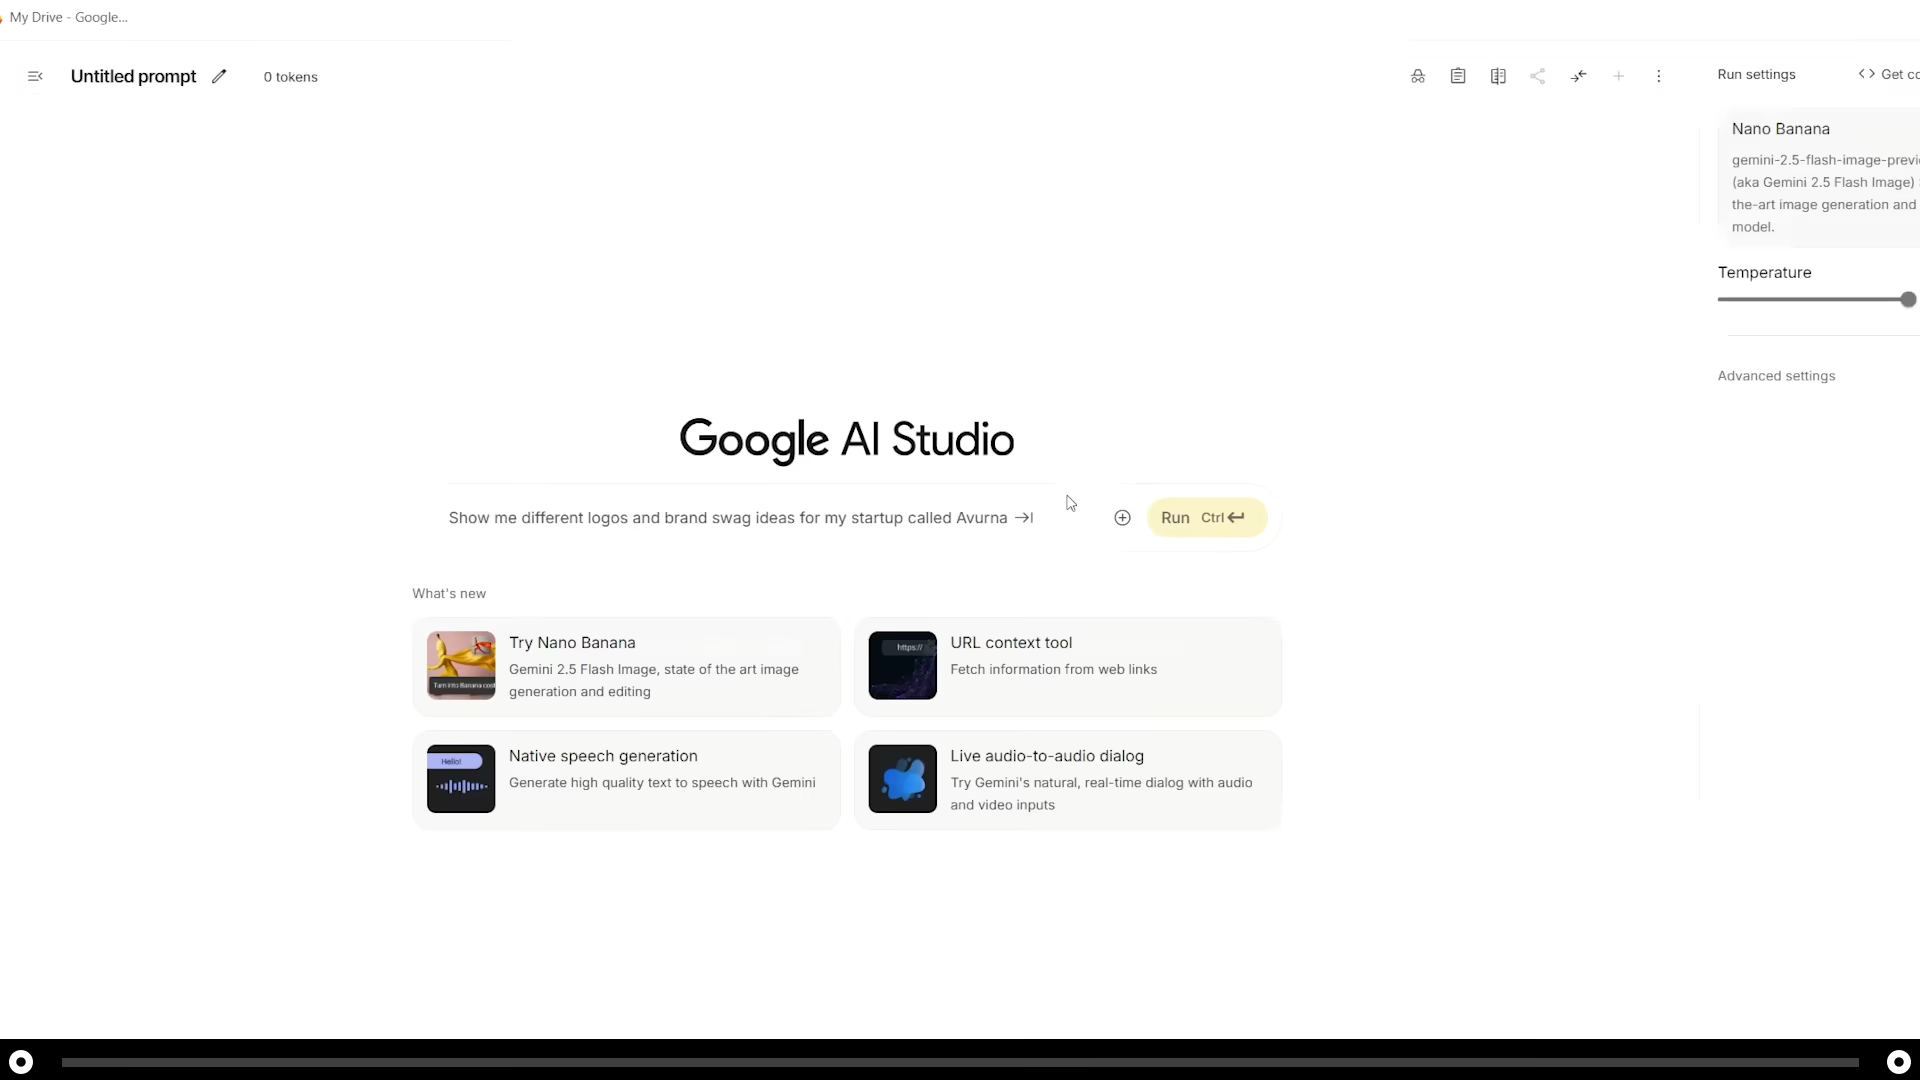 My Drive - Google...
Untitled prompt
0 tokens
Run settings
Get co
Nano Banana
gemini-2.5-flash-image-previ
(aka Gemini 2.5 Flash Image)
the-art image generation and
model.
Temperature
Advanced settings
Google AI Studio
Show me different logos and brand swag ideas for my startup called Avurna
Run Ctrl
What's new
Try Nano Banana
Gemini 2.5 Flash Image, state of the art image
generation and editing
Turn into Banana cost
URL context tool
Fetch information from web links
https://
Native speech generation
Generate high quality text to speech with Gemini
Hello!
Live audio-to-audio dialog
Try Gemini's natural, real-time dialog with audio
and video inputs